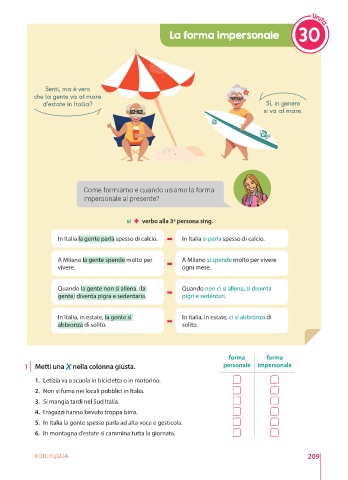 Unità
La forma impersonale
30
Senti, ma è vero
che la gente va al mare
d'estate in Italia?
Sì, in genere
si va al mare.
Come formiamo e quando usiamo la forma
impersonale al presente?
si + verbo alla 3ª persona sing.
In Italia la gente parla spesso di calcio.
In Italia si parla spesso di calcio.
A Milano la gente spende molto per
vivere.
A Milano si spende molto per vivere
ogni mese.
Quando la gente non si allena, (la
gente) diventa pigra e sedentaria.
Quando non ci si allena, si diventa
pigri e sedentari.
In Italia, in estate, la gente si
abbronza di solito.
In Italia, in estate, ci si abbronza di
solito.
1 Metti una X nella colonna giusta.
forma
personale
forma
impersonale
1. Letizia va a scuola in bicicletta o in motorino.
2. Non si fuma nei locali pubblici in Italia.
3. Si mangia tardi nel Sud Italia.
4. I ragazzi hanno bevuto troppa birra.
5. In Italia la gente spesso parla ad alta voce e gesticola.
6. In montagna d'estate si cammina tutta la giornata.
EDILINGUA
209